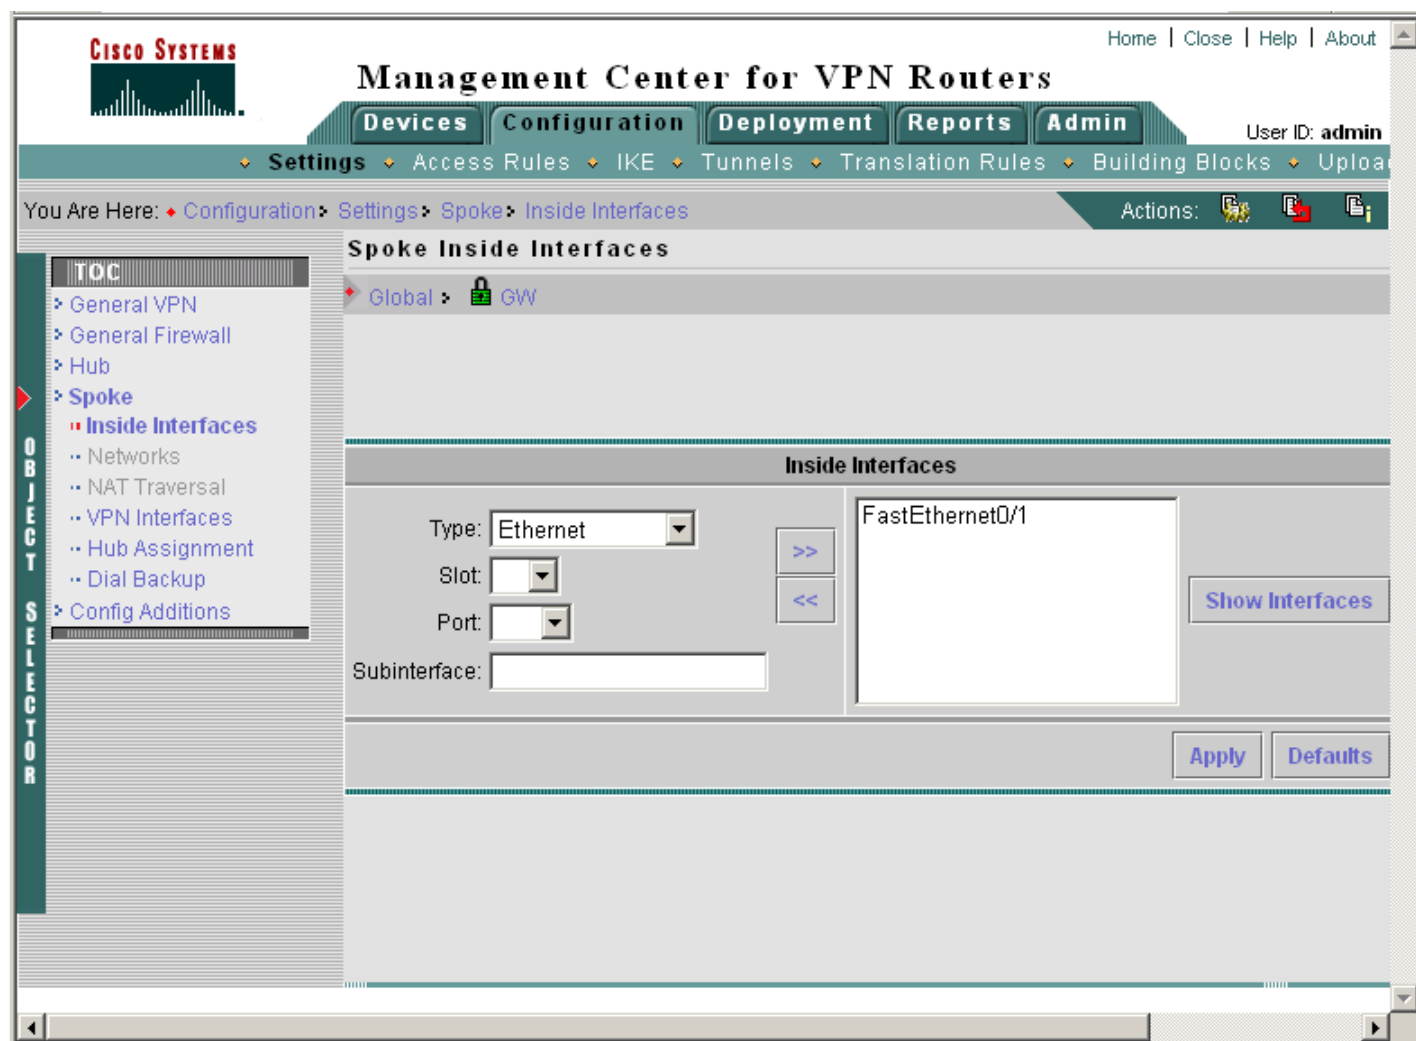 Home | Close | Help | About
CISCO SYSTEMS
Management Center for VPN Routers
Devices Configuration Deployment Reports Admin
User ID: admin
Settings Access Rules IKE Tunnels Translation Rules Building Blocks Uploa
You Are Here: Configuration Settings Spoke Inside Interfaces
Actions:
Spoke Inside Interfaces
Global GW
TOC
General VPN
General Firewall
Hub
Spoke
Inside Interfaces
Networks
NAT Traversal
VPN Interfaces
Hub Assignment
Dial Backup
Config Additions
OBJECT SELECTOR
Inside Interfaces
Type: Ethernet
Slot:
Port:
Subinterface:
>>
<<
FastEthernet0/1
Show Interfaces
Apply Defaults